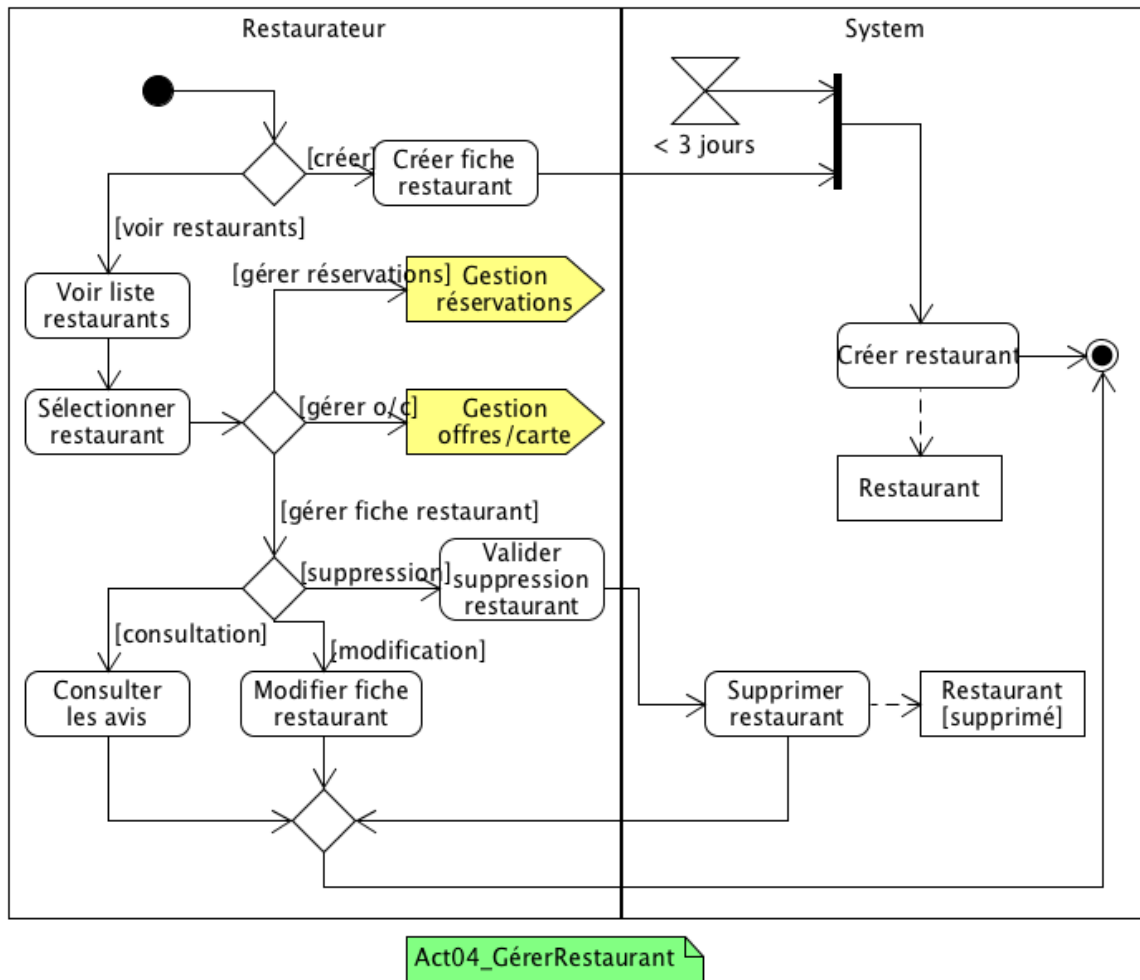 Restaurateur
System
< 3 jours
[créer]
Créer fiche
restaurant
[voir restaurants]
[gérer réservations]
Gestion
réservations
Voir liste
restaurants
Créer restaurant
Sélectionner
restaurant
[gérer o/c]
Gestion
offres/carte
Restaurant
[gérer fiche restaurant]
[suppression]
Valider
suppression
restaurant
[consultation]
[modification]
Consulter
les avis
Modifier fiche
restaurant
Supprimer
restaurant
Restaurant
[supprimé]
Act04_GérerRestaurant